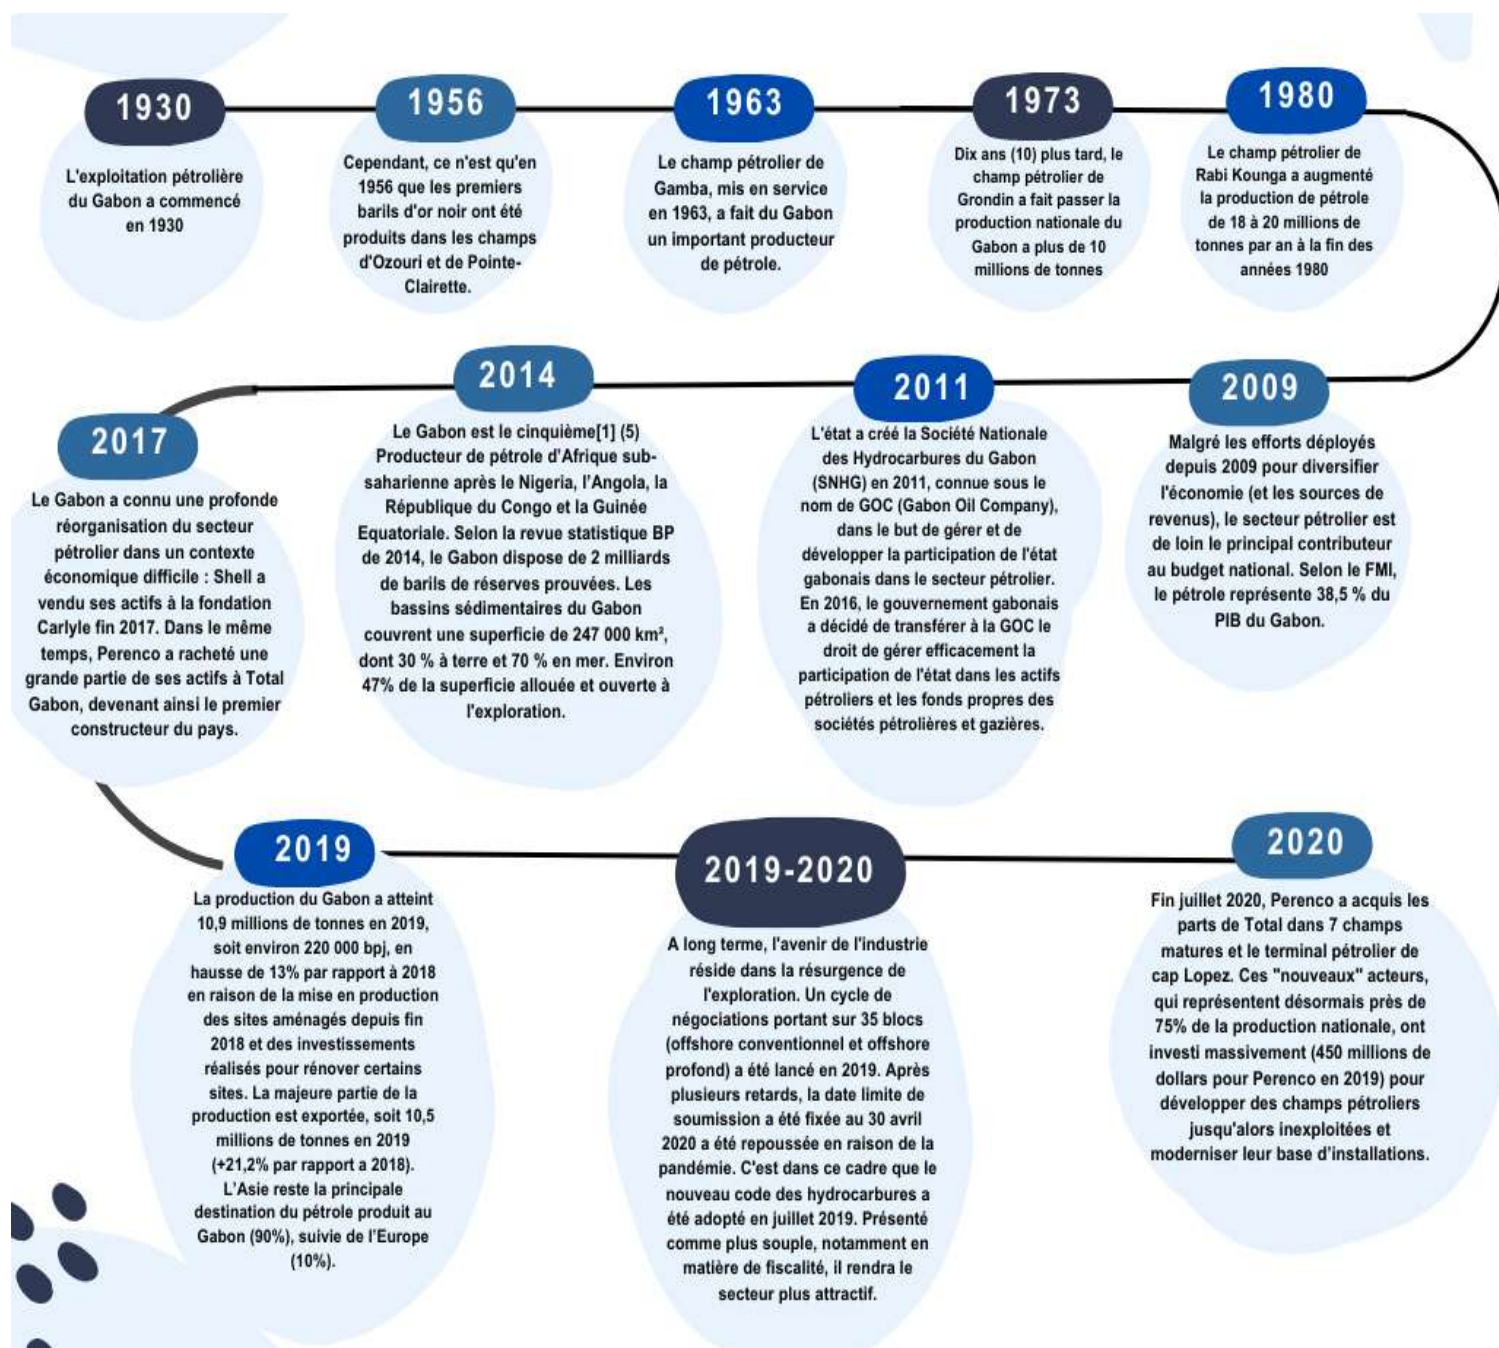 1930
L'exploitation pétrolière
du Gabon a commencé
en 1930
1956
Cependant, ce n'est qu'en
1956 que les premiers
barils d'or noir ont été
produits dans les champs
d'Ozouri et de Pointe-
Clairette.
1963
Le champ pétrolier de
Gamba, mis en service
en 1963, a fait du Gabon
un important producteur
de pétrole.
1973
Dix ans (10) plus tard, le
champ pétrolier de
Grondin a fait passer la
production nationale du
Gabon a plus de 10
millions de tonnes
1980
Le champ pétrolier de
Rabi Kounga a augmenté
la production de pétrole
de 18 à 20 millions de
tonnes par an à la fin des
années 1980
2009
Malgré les efforts déployés
depuis 2009 pour diversifier
l'économie (et les sources de
revenus), le secteur pétrolier est
de loin le principal contributeur
au budget national. Selon le FMI,
le pétrole représente 38,5 % du
PIB du Gabon.
2011
L'état a créé la Société Nationale
des Hydrocarbures du Gabon
(SNHG) en 2011, connue sous le
nom de GOC (Gabon Oil Company),
dans le but de gérer et de
développer la participation de l'état
gabonais dans le secteur pétrolier.
En 2016, le gouvernement gabonais
a décidé de transférer à la GOC le
droit de gérer efficacement la
participation de l'état dans les actifs
pétroliers et les fonds propres des
sociétés pétrolières et gazières.
2014
Le Gabon est le cinquième[1] (5)
Producteur de pétrole d'Afrique sub-
saharienne après le Nigeria, l'Angola, la
République du Congo et la Guinée
Equatoriale. Selon la revue statistique BP
de 2014, le Gabon dispose de 2 milliards
de barils de réserves prouvées. Les
bassins sédimentaires du Gabon
couvrent une superficie de 247 000 km²,
dont 30 % à terre et 70 % en mer. Environ
47% de la superficie allouée et ouverte à
l'exploration.
2017
Le Gabon a connu une profonde
réorganisation du secteur
pétrolier dans un contexte
économique difficile : Shell a
vendu ses actifs à la fondation
Carlyle fin 2017. Dans le même
temps, Perenco a racheté une
grande partie de ses actifs à Total
Gabon, devenant ainsi le premier
constructeur du pays.
2019
La production du Gabon a atteint
10,9 millions de tonnes en 2019,
soit environ 220 000 bpj, en
hausse de 13% par rapport à 2018
en raison de la mise en production
des sites aménagés depuis fin
2018 et des investissements
réalisés pour rénover certains
sites. La majeure partie de la
production est exportée, soit 10,5
millions de tonnes en 2019
(+21,2% par rapport a 2018).
L'Asie reste la principale
destination du pétrole produit au
Gabon (90%), suivie de l'Europe
(10%).
2019-2020
A long terme, l'avenir de l'industrie
réside dans la résurgence de
l'exploration. Un cycle de
négociations portant sur 35 blocs
(offshore conventionnel et offshore
profond) a été lancé en 2019. Après
plusieurs retards, la date limite de
soumission a été fixée au 30 avril
2020 a été repoussée en raison de la
pandémie. C'est dans ce cadre que le
nouveau code des hydrocarbures a
été adopté en juillet 2019. Présenté
comme plus souple, notamment en
matière de fiscalité, il rendra le
secteur plus attractif.
2020
Fin juillet 2020, Perenco a acquis les
parts de Total dans 7 champs
matures et le terminal pétrolier de
cap Lopez. Ces "nouveaux" acteurs,
qui représentent désormais près de
75% de la production nationale, ont
investi massivement (450 millions de
dollars pour Perenco en 2019) pour
développer des champs pétroliers
jusqu'alors inexploitées et
moderniser leur base d'installations.